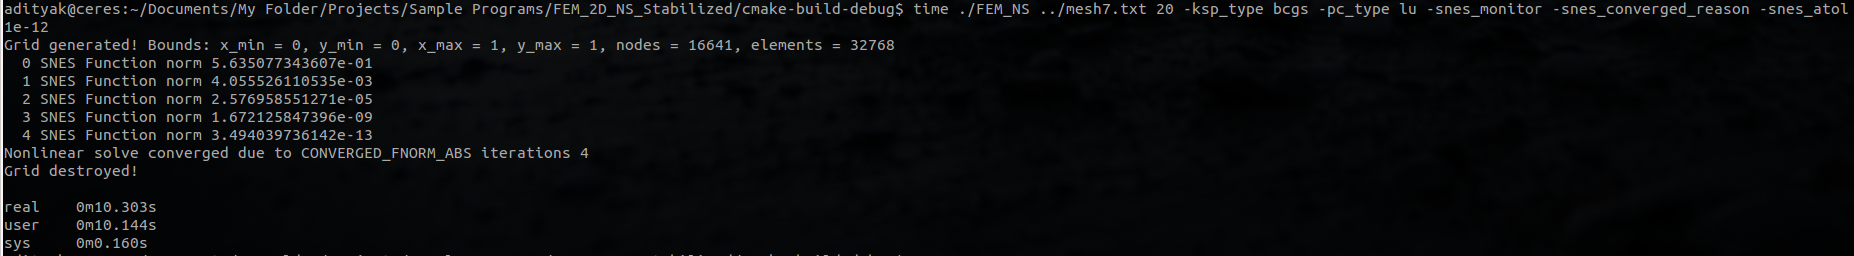 adityak@ceres:~/Documents/My Folder/Projects/Sample Programs/FEM_2D_NS_Stabilized/cmake-build-debug$ time ./FEM_NS ../mesh7.txt 20 -ksp_type bcgs -pc_type lu -snes_monitor -snes_converged_reason -snes_atol
1e-12
Grid generated! Bounds: x_min = 0, y_min = 0, x_max = 1, y_max = 1, nodes = 16641, elements = 32768
  0 SNES Function norm 5.635077343607e-01
  1 SNES Function norm 4.055526110535e-03
  2 SNES Function norm 2.576958551271e-05
  3 SNES Function norm 1.672125847396e-09
  4 SNES Function norm 3.494039736142e-13
Nonlinear solve converged due to CONVERGED_FNORM_ABS iterations 4
Grid destroyed!

real    0m10.303s
user    0m10.144s
sys     0m0.160s